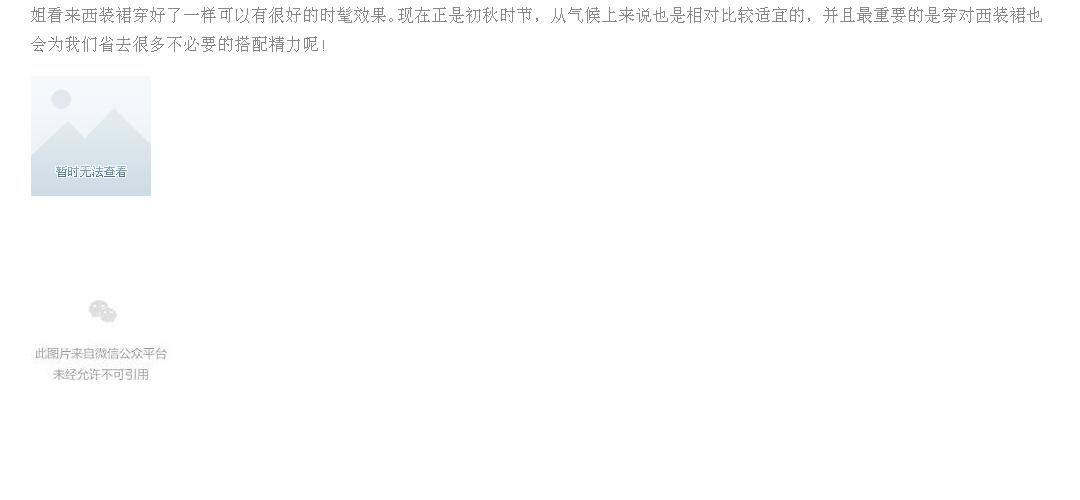 姐看来西装裙穿好了一样可以有很好的时髦效果。现在正是初秋时节，从气候上来说也是相对比较适宜的，并且最重要的是穿对西装裙也
会为我们省去很多不必要的搭配精力呢!
暂时无法查看
此图片来自微信公众平台
未经允许不可引用